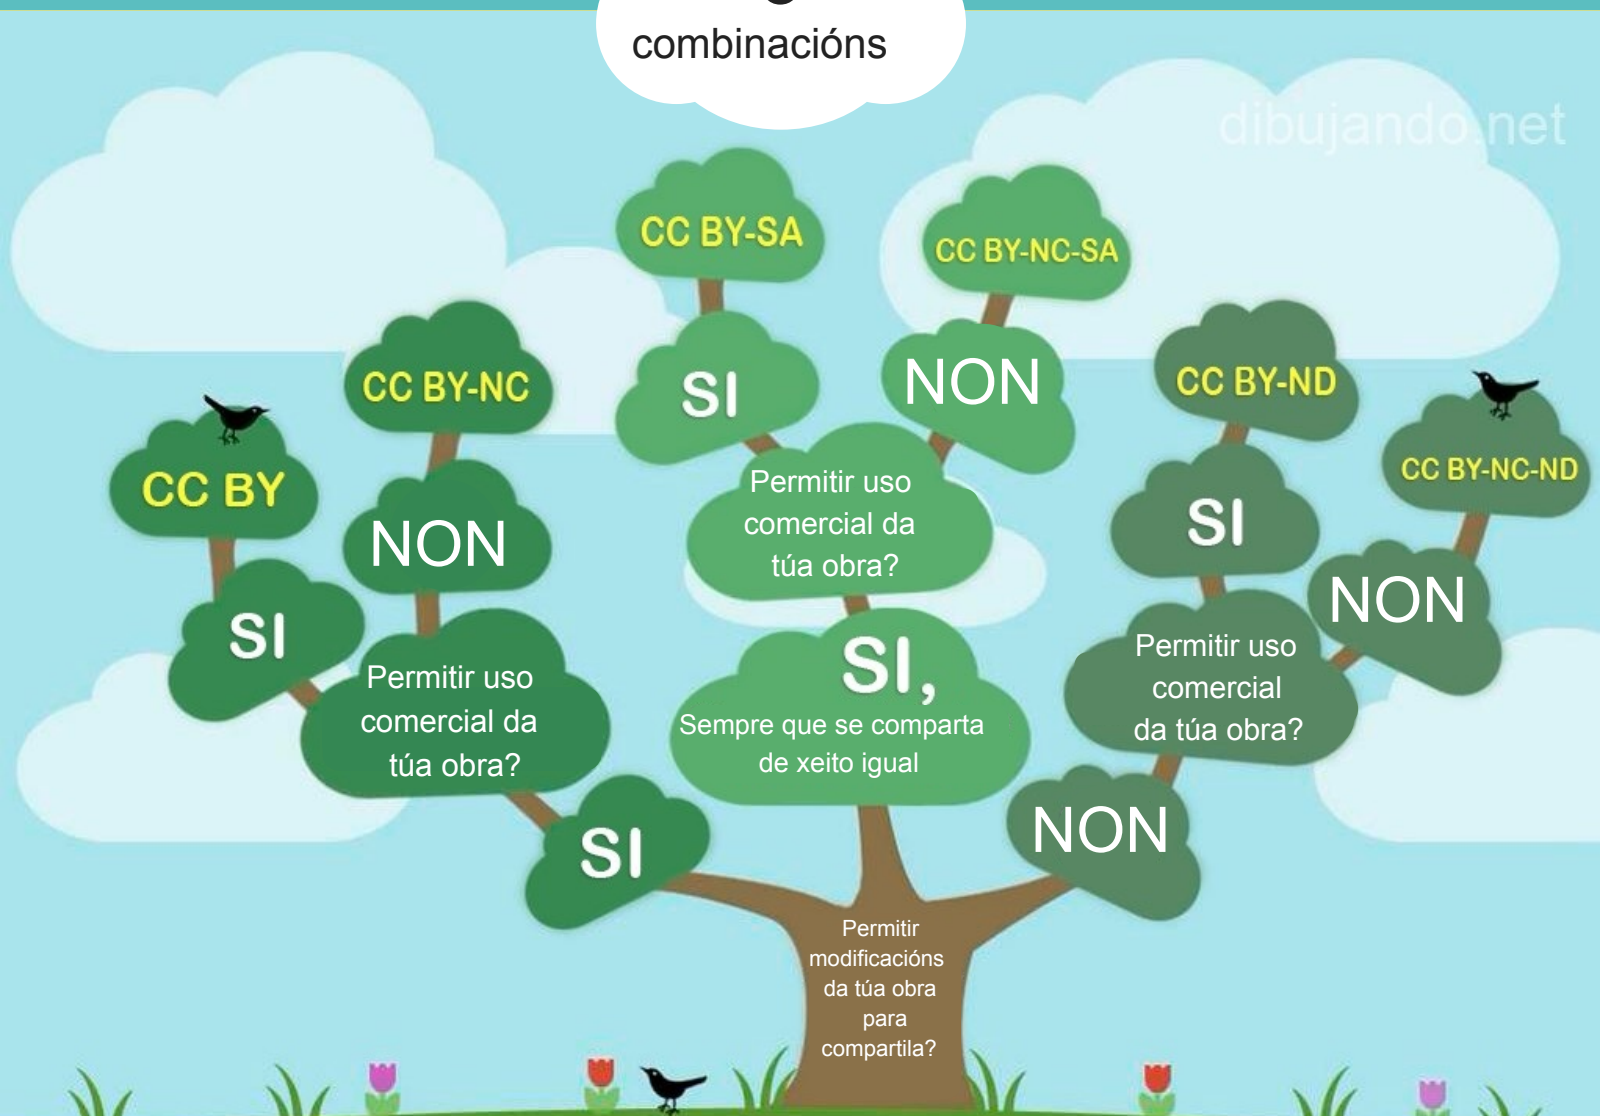 combinacións
dibujando.net
CC BY-SA
CC BY-NC-SA
SI
NON
CC BY-NC
CC BY-ND
CC BY
CC BY-NC-ND
NON
SI
NON
SI
Permitir uso
comercial da
túa obra?
Permitir uso
comercial da
túa obra?
Permitir uso
comercial
da túa obra?
SI,
Sempre que se comparta
de xeito igual
SI
NON
Permitir
modificacións
da túa obra
para
compartila?